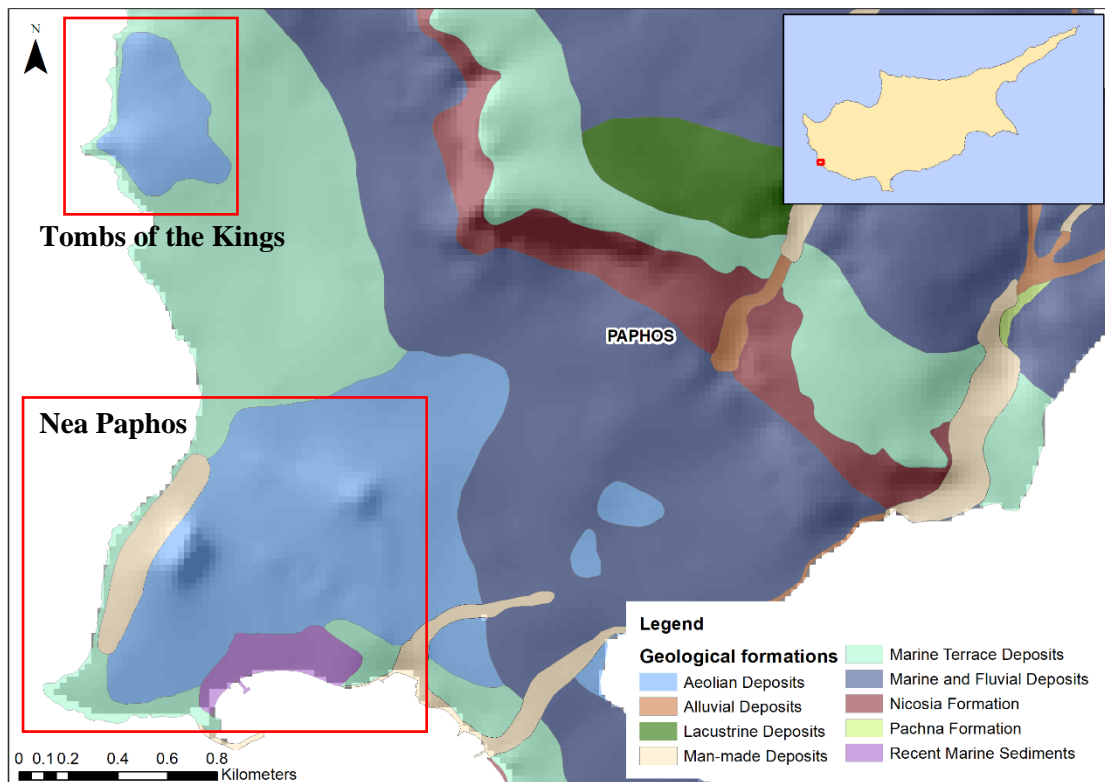 N
Tombs of the Kings
PAPHOS
Nea Paphos
Legend
Geological formations
Aeolian Deposits
Alluvial Deposits
Lacustrine Deposits
Man-made Deposits
Marine Terrace Deposits
Marine and Fluvial Deposits
Nicosia Formation
Pachna Formation
Recent Marine Sediments
0 0.1 0.2 0.4 0.6 0.8
Kilometers